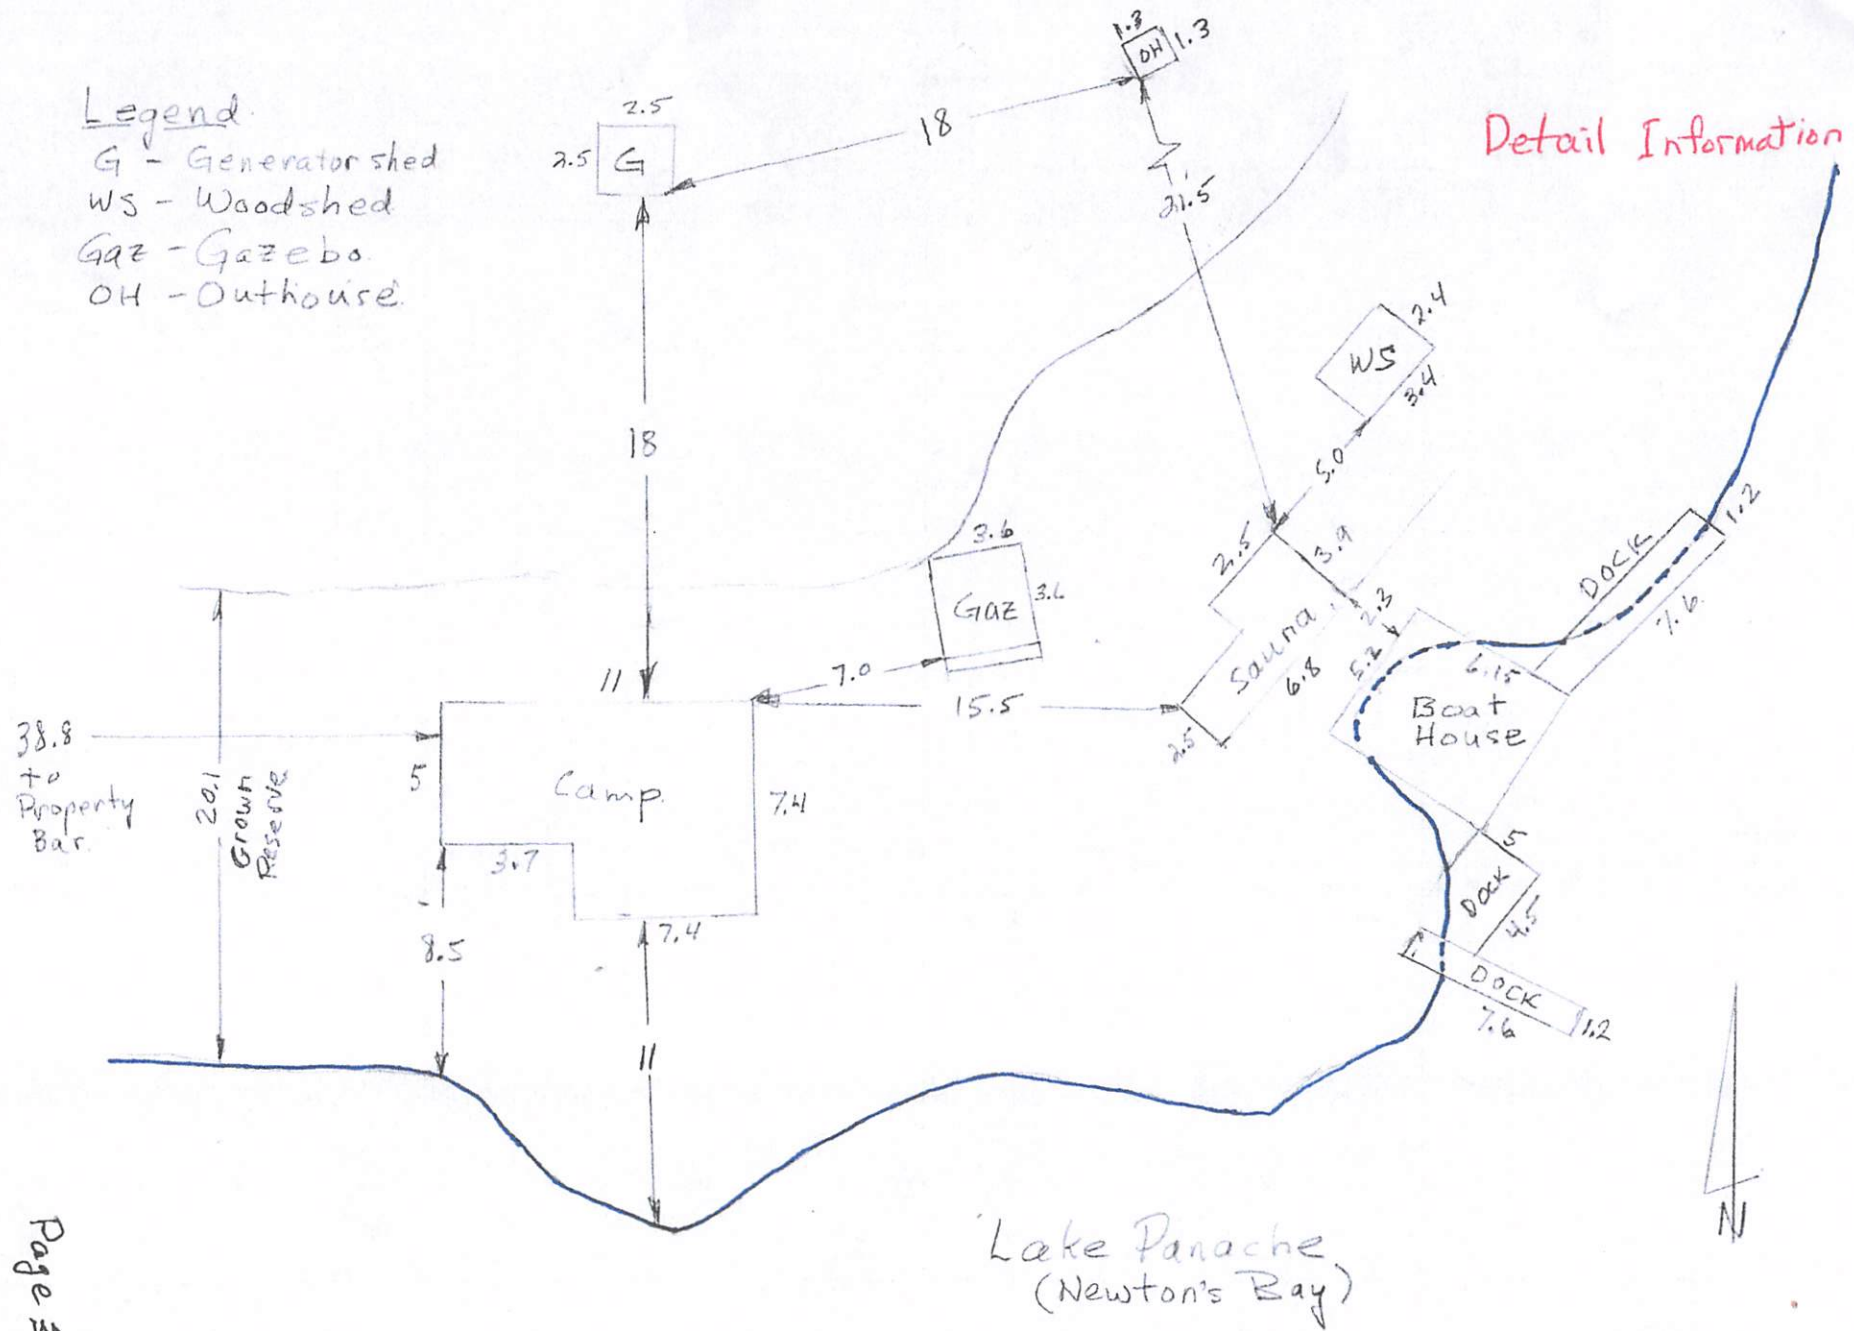 Legend.
G - Generator shed
WS - Woodshed
Gaz - Gazebo.
OH - Outhouse.
Detail Information
1.3
OH
1.3
2.5
2.5
G
18
21.5
18
WS
2.4
3.4
5.0
2.5
3.9
2.3
Sauna
6.8
2.5
3.6
Gaz
7.0
15.5
11
38.8
to
Property
Bar.
20.1
Crown
Reserve
5
Camp.
7.4
3.7
7.4
8.5
11
5.2
6.15
Boat
House
DOCK
1.2
7.6
5
DOCK
4.5
DOCK
7.6
1.2
N
Lake Panache
(Newton's Bay)
Page